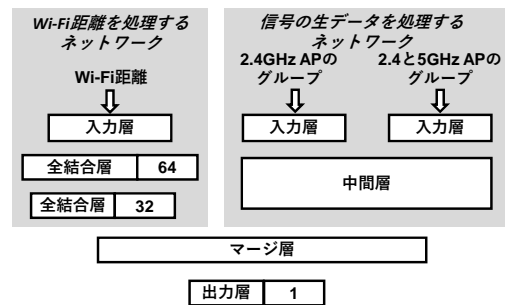 Wi-Fi距離を処理する
ネットワーク
Wi-Fi距離
入力層
全結合層 64
全結合層 32
信号の生データを処理する
ネットワーク
2.4GHz APの
グループ
2.4と5GHz APの
グループ
入力層
入力層
中間層
マージ層
出力層 1